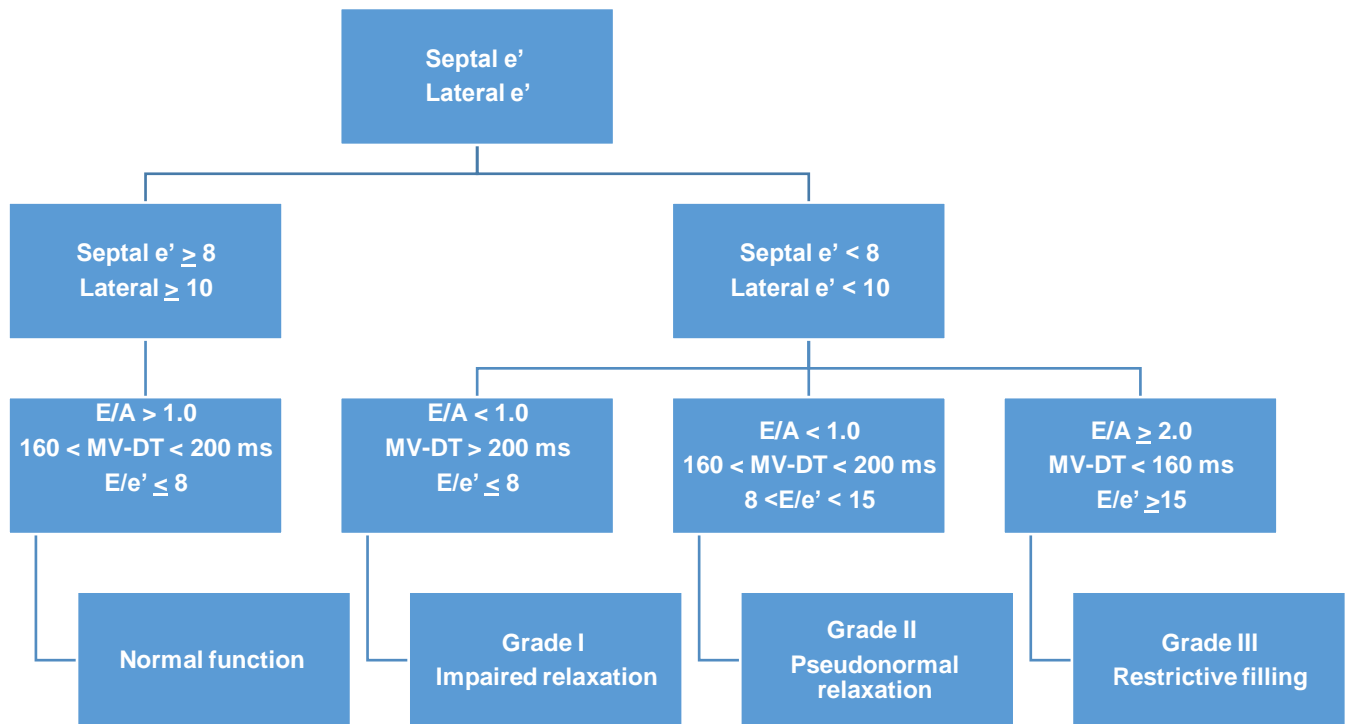 Septal e’
Lateral e’
Septal e’ ≥ 8
Lateral ≥ 10
Septal e’ < 8
Lateral e’ < 10
E/A > 1.0
160 < MV-DT < 200 ms
E/e’ ≤ 8
E/A < 1.0
MV-DT > 200 ms
E/e’ ≤ 8
E/A < 1.0
160 < MV-DT < 200 ms
8 <E/e’ < 15
E/A ≥ 2.0
MV-DT < 160 ms
E/e’ ≥15
Normal function
Grade I
Impaired relaxation
Grade II
Pseudonormal
relaxation
Grade III
Restrictive filling